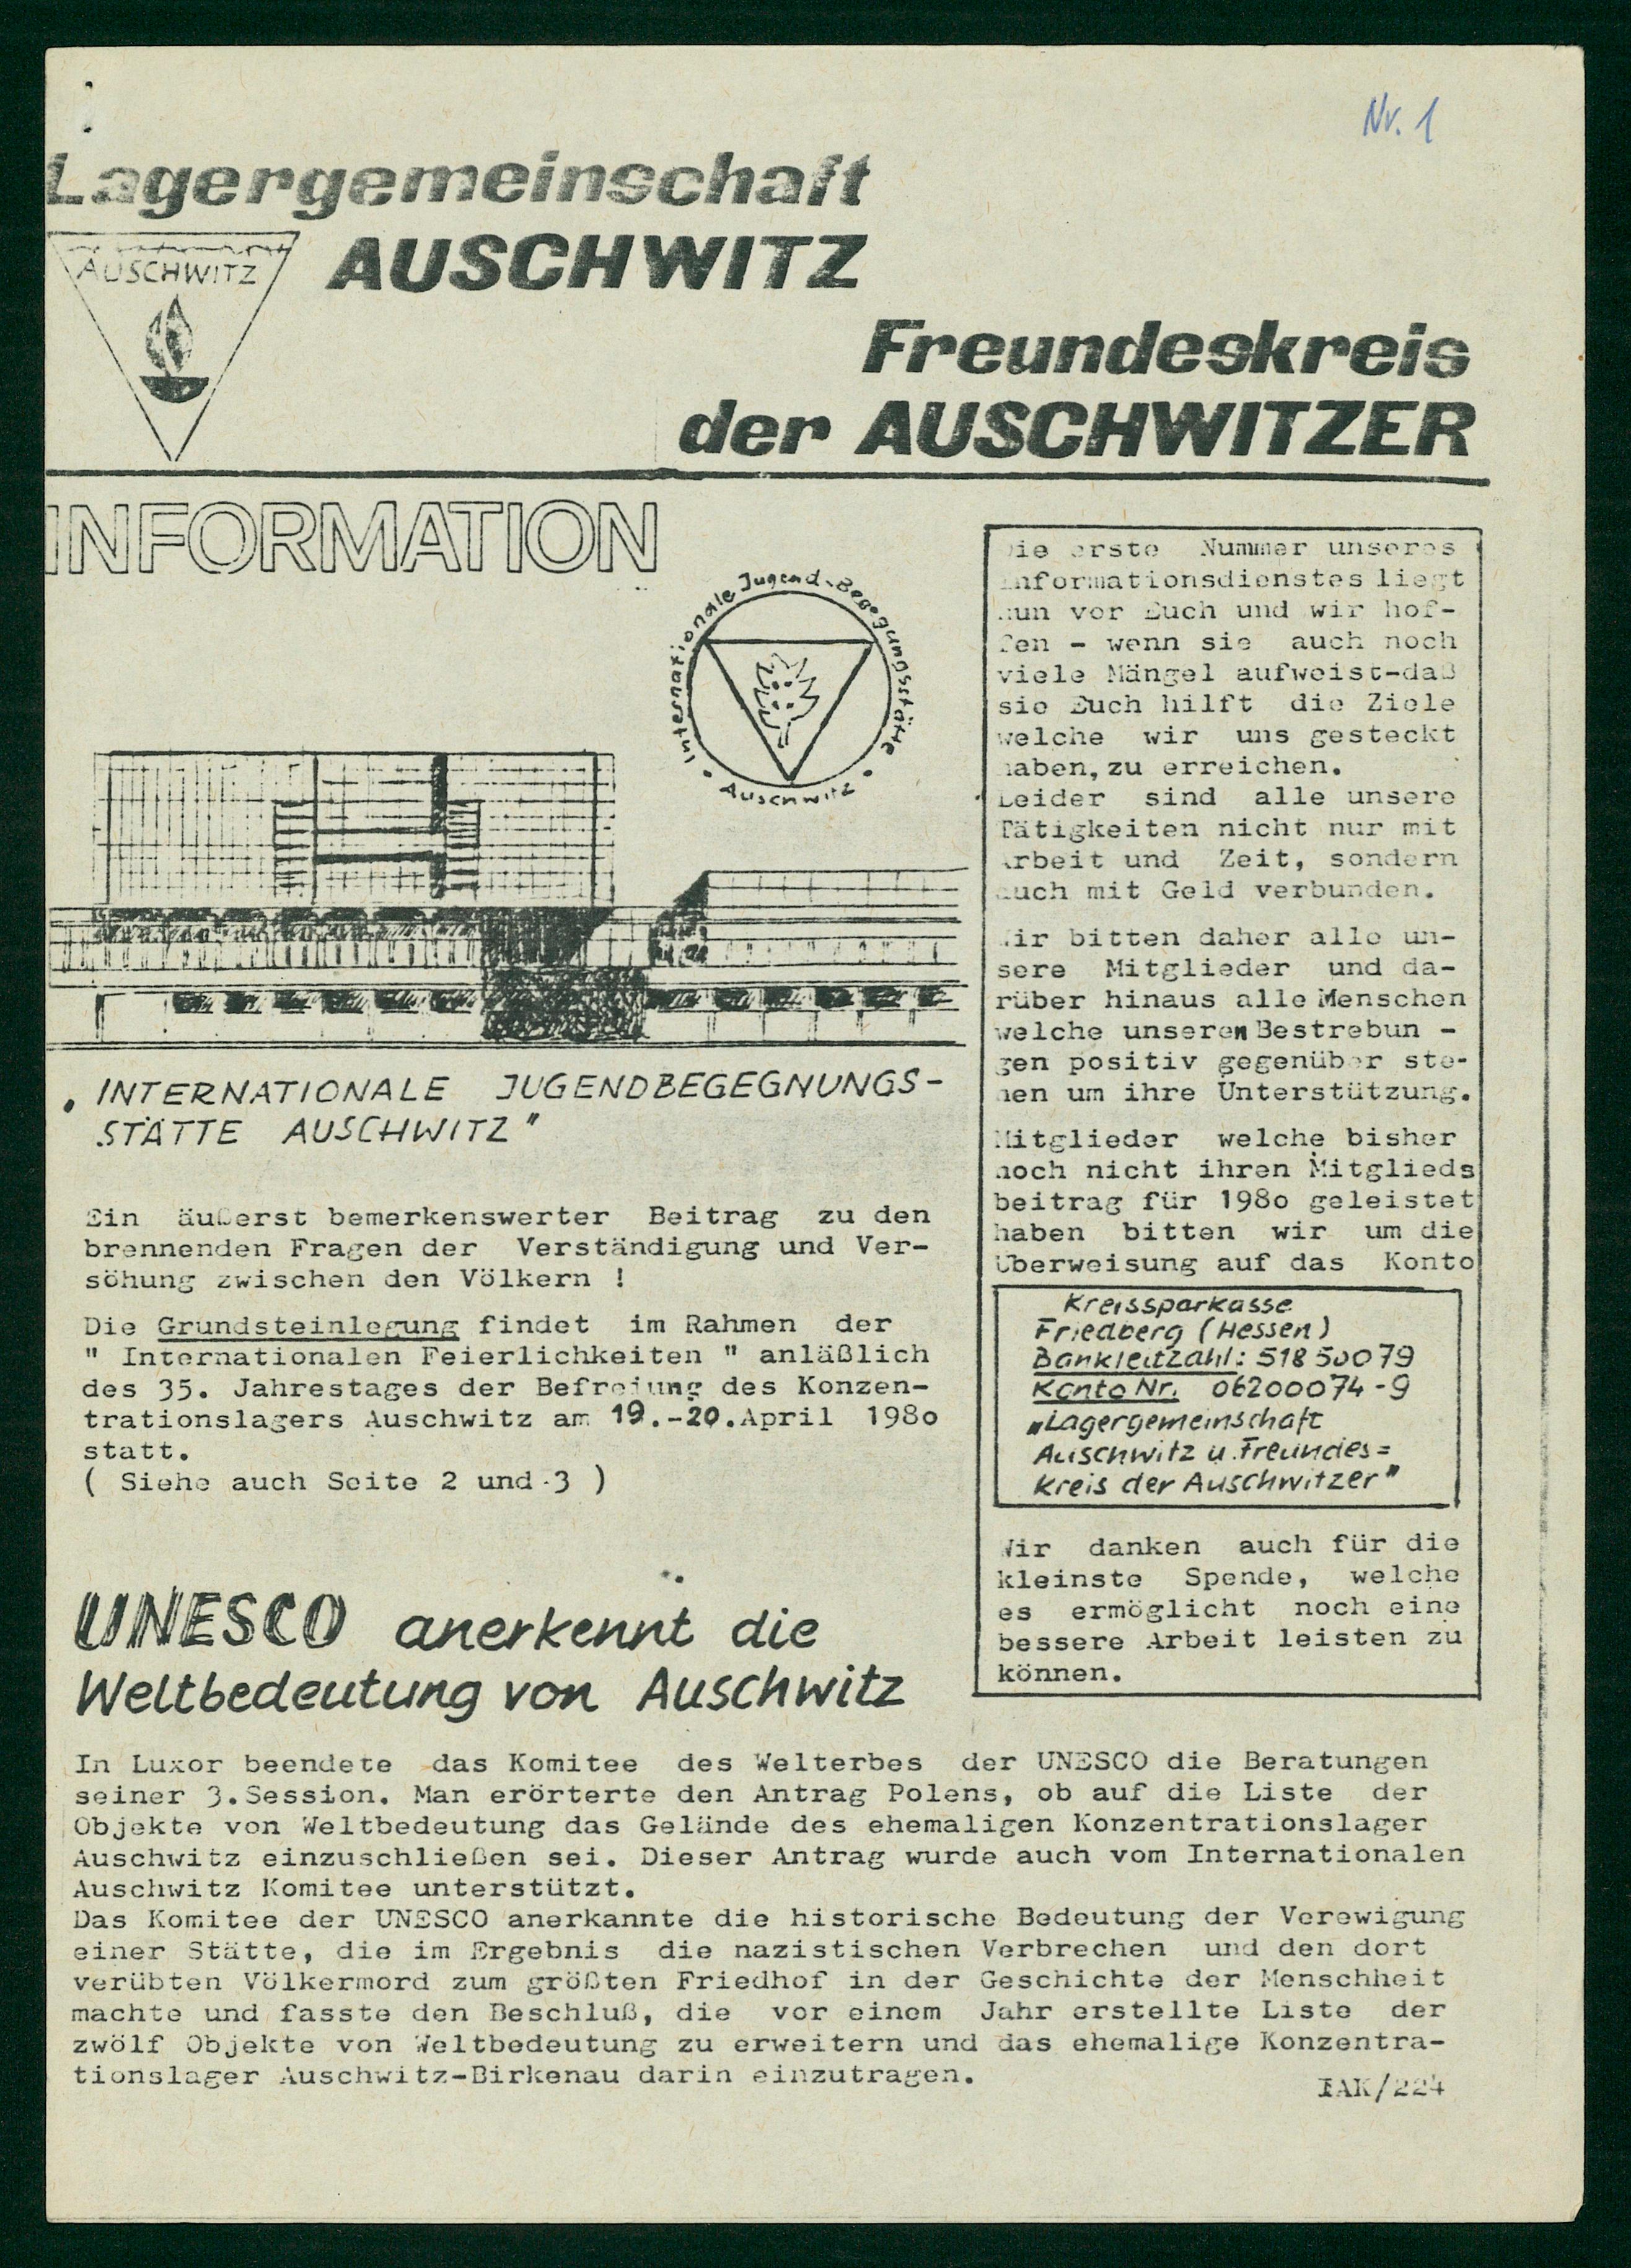 Nr. 1
Lagergemeinschaft
AUSCHWITZ
AUSCHWITZ
Freundeskreis
der AUSCHWITZER
INFORMATION
Internationale Jugend-Begegnungsstätte
• Auschwitz •
„INTERNATIONALE JUGENDBEGEGNUNGS-
STÄTTE AUSCHWITZ"
Ein äußerst bemerkenswerter Beitrag zu den
brennenden Fragen der Verständigung und Ver-
söhung zwischen den Völkern !
Die Grundsteinlegung findet im Rahmen der
" Internationalen Feierlichkeiten " anläßlich
des 35. Jahrestages der Befreiung des Konzen-
trationslagers Auschwitz am 19.-20.April 198o
statt.
( Siehe auch Seite 2 und 3 )
Die erste Nummer unseres
Informationsdienstes liegt
nun vor Euch und wir hof-
fen - wenn sie auch noch
viele Mängel aufweist-daß
sie Euch hilft die Ziele
welche wir uns gesteckt
haben, zu erreichen.
Leider sind alle unsere
Tätigkeiten nicht nur mit
Arbeit und Zeit, sondern
auch mit Geld verbunden.
Wir bitten daher alle un-
sere Mitglieder und da-
rüber hinaus alle Menschen
welche unseren Bestrebun -
gen positiv gegenüber ste-
hen um ihre Unterstützung.
Mitglieder welche bisher
noch nicht ihren Mitglieds
beitrag für 198o geleistet
haben bitten wir um die
Überweisung auf das Konto
Kreissparkasse
Friedberg (Hessen)
Bankleitzahl: 518 50079
Konto Nr. 06200074-9
„Lagergemeinschaft
Auschwitz u. Freundes=
kreis der Auschwitzer"
Wir danken auch für die
kleinste Spende, welche
es ermöglicht noch eine
bessere Arbeit leisten zu
können.
UNESCO anerkennt die
Weltbedeutung von Auschwitz
In Luxor beendete das Komitee des Welterbes der UNESCO die Beratungen
seiner 3.Session. Man erörterte den Antrag Polens, ob auf die Liste der
Objekte von Weltbedeutung das Gelände des ehemaligen Konzentrationslager
Auschwitz einzuschließen sei. Dieser Antrag wurde auch vom Internationalen
Auschwitz Komitee unterstützt.
Das Komitee der UNESCO anerkannte die historische Bedeutung der Verewigung
einer Stätte, die im Ergebnis die nazistischen Verbrechen und den dort
verübten Völkermord zum größten Friedhof in der Geschichte der Menschheit
machte und fasste den Beschluß, die vor einem Jahr erstellte Liste der
zwölf Objekte von Weltbedeutung zu erweitern und das ehemalige Konzentra-
tionslager Auschwitz-Birkenau darin einzutragen.
IAK/224